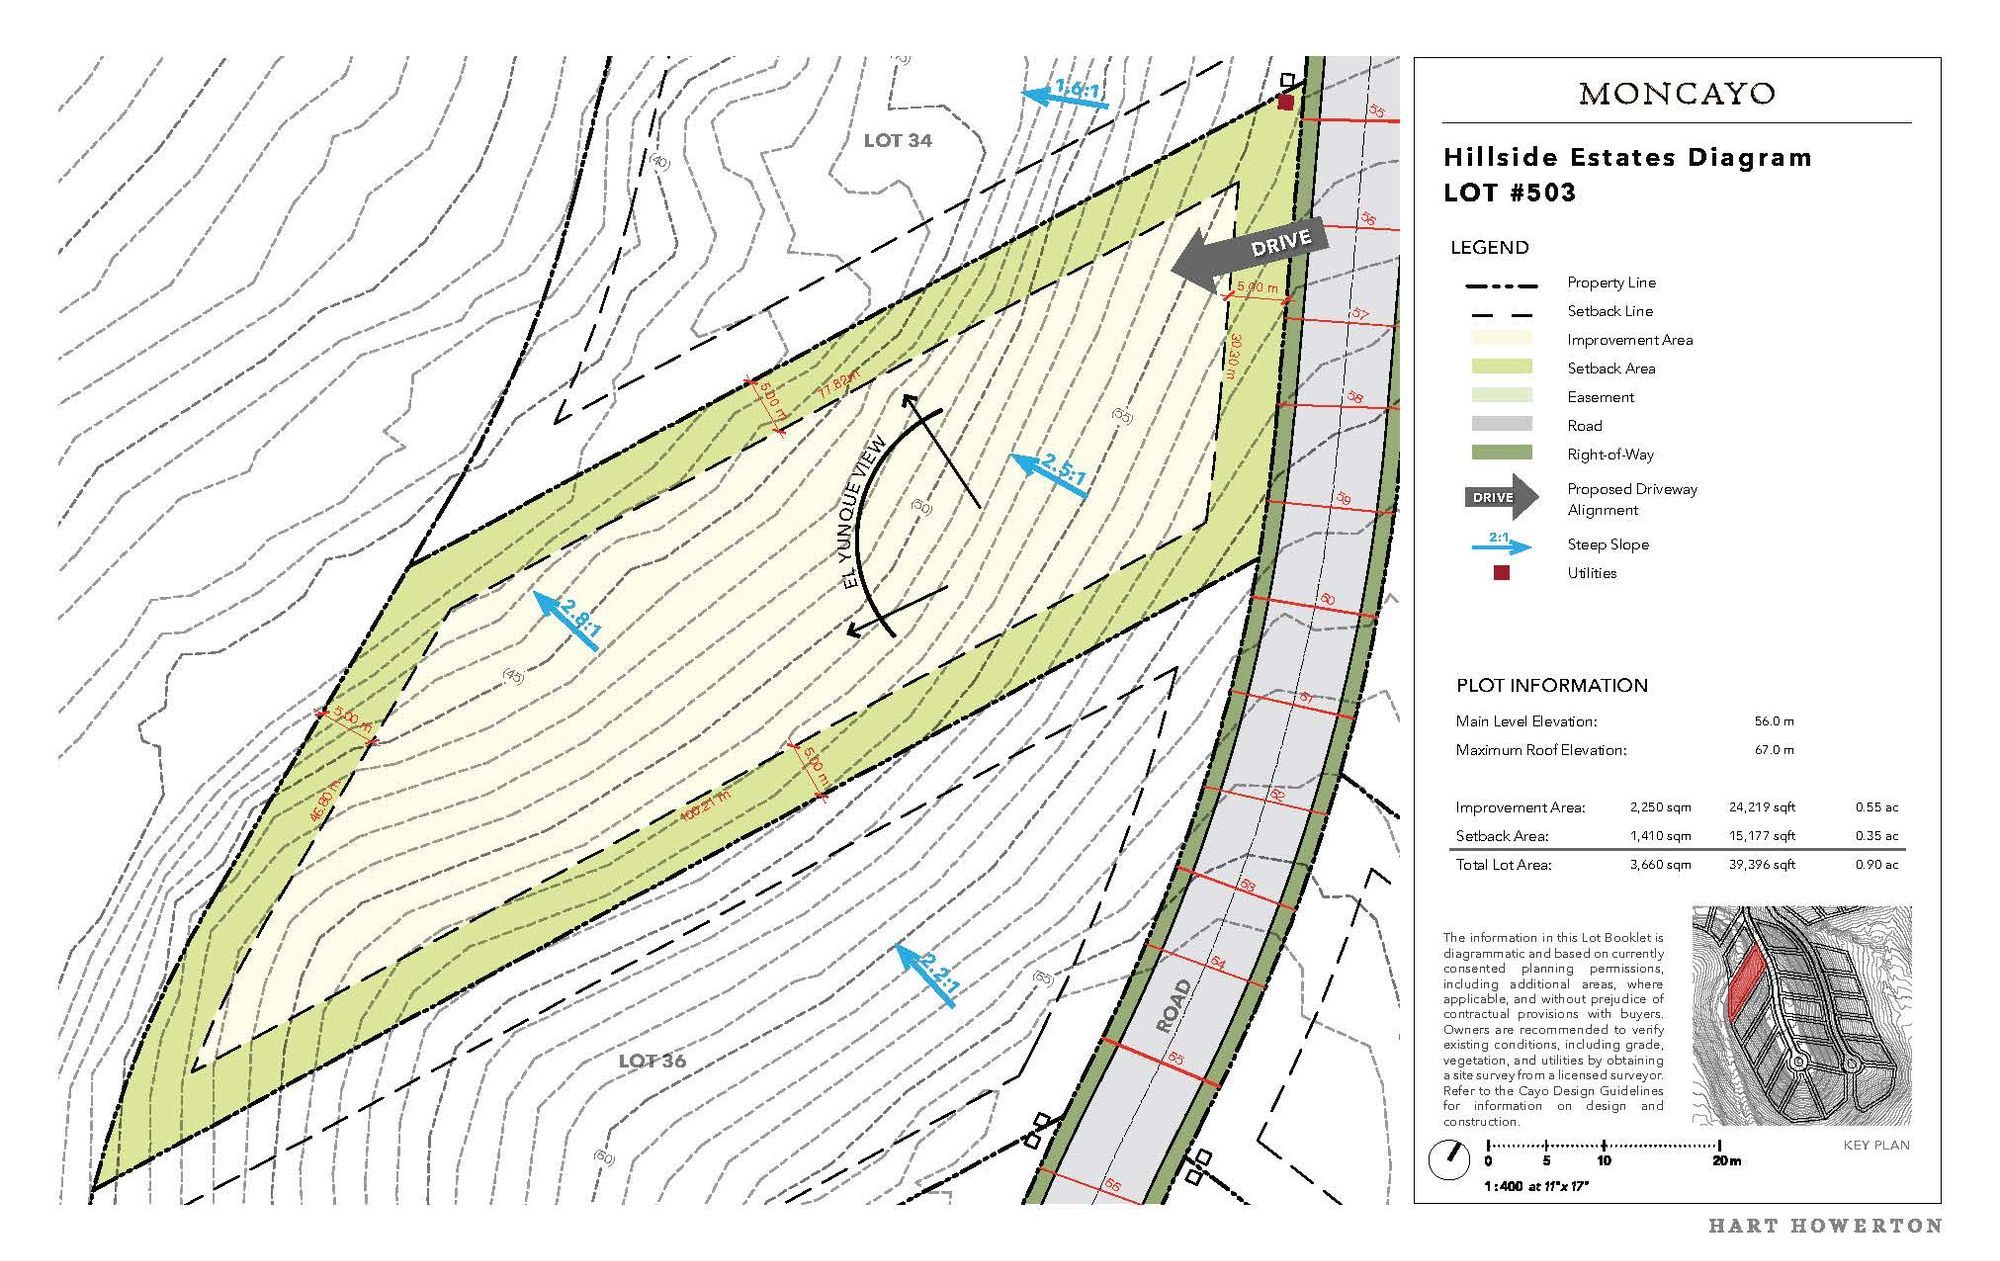 (40)
LOT 34
1.6:1
55
56
DRIVE
5.00 m
57
30.30 m
58
5.00 m
77.82m
(55)
EL YUNQUE VIEW
2.5:1
(50)
59
60
2.8:1
(45)
61
5.00 m
46.80 m
5.00 m
100.21 m
62
63
2.2:1
(55)
64
ROAD
65
LOT 36
(50)
66
MONCAYO
Hillside Estates Diagram
LOT #503
LEGEND
Property Line
Setback Line
Improvement Area
Setback Area
Easement
Road
Right-of-Way
DRIVE Proposed Driveway
Alignment
2:1 Steep Slope
Utilities
PLOT INFORMATION
Main Level Elevation: 56.0 m
Maximum Roof Elevation: 67.0 m
Improvement Area: 2,250 sqm 24,219 sqft 0.55 ac
Setback Area: 1,410 sqm 15,177 sqft 0.35 ac
Total Lot Area: 3,660 sqm 39,396 sqft 0.90 ac
The information in this Lot Booklet is
diagrammatic and based on currently
consented planning permissions,
including additional areas, where
applicable, and without prejudice of
contractual provisions with buyers.
Owners are recommended to verify
existing conditions, including grade,
vegetation, and utilities by obtaining
a site survey from a licensed surveyor.
Refer to the Cayo Design Guidelines
for information on design and
construction.
KEY PLAN
0 5 10 20m
1:400 at 11"x 17"
HART HOWERTON